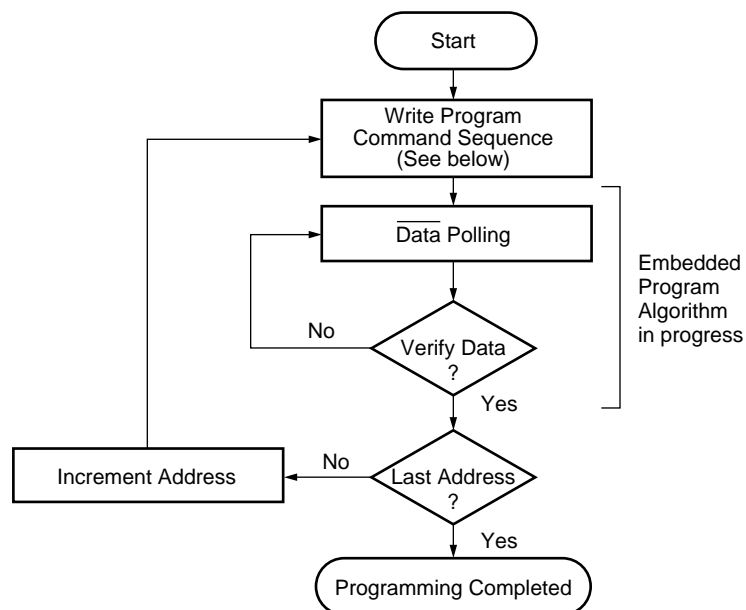 Start
Write Program
Command Sequence
(See below)
Data Polling
Embedded
Program
Algorithm
in progress
No
Verify Data
?
Yes
Increment Address
No
Last Address
?
Yes
Programming Completed